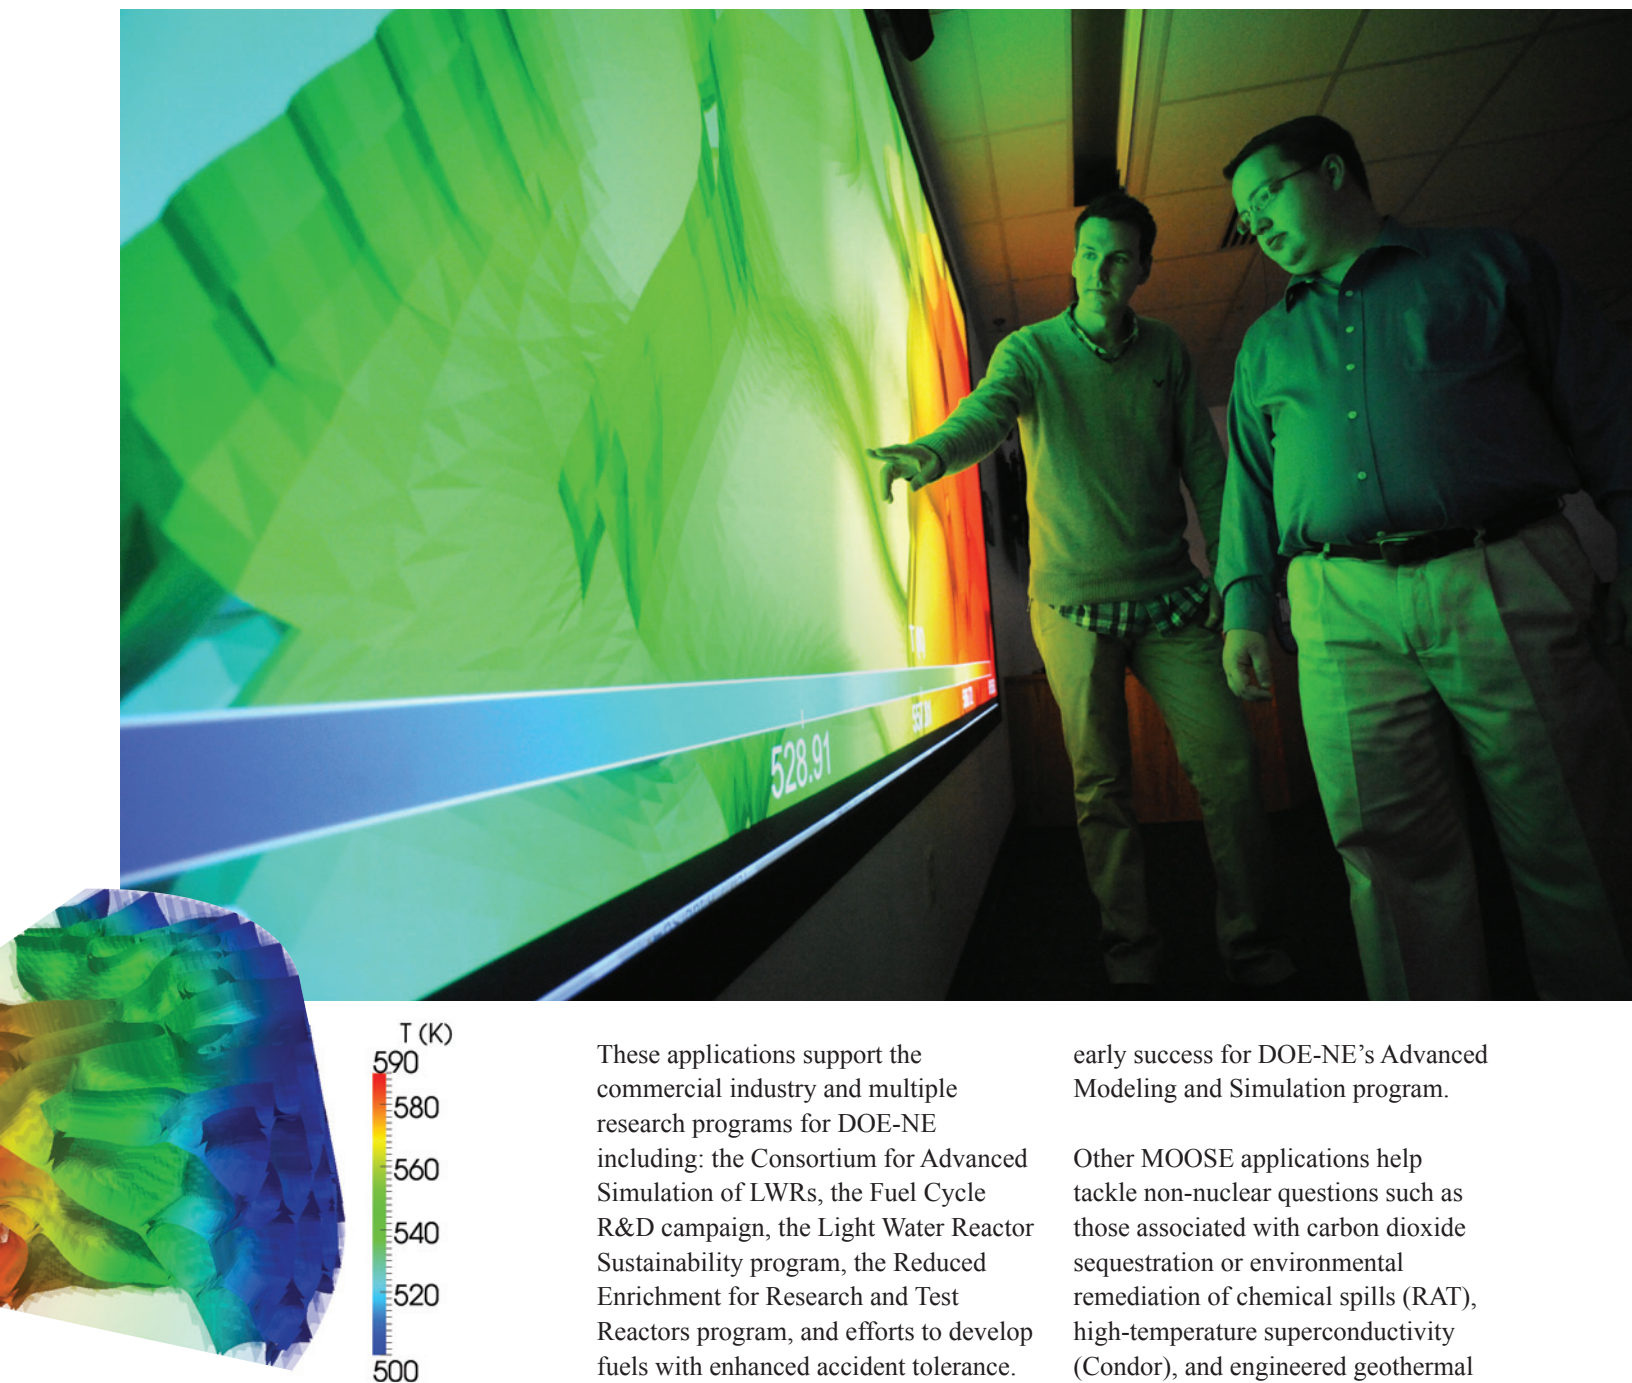 528.91
T (K)
590
580
560
540
520
500
These applications support the
commercial industry and multiple
research programs for DOE-NE
including: the Consortium for Advanced
Simulation of LWRs, the Fuel Cycle
R&D campaign, the Light Water Reactor
Sustainability program, the Reduced
Enrichment for Research and Test
Reactors program, and efforts to develop
fuels with enhanced accident tolerance.
early success for DOE-NE’s Advanced
Modeling and Simulation program.
Other MOOSE applications help
tackle non-nuclear questions such as
those associated with carbon dioxide
sequestration or environmental
remediation of chemical spills (RAT),
high-temperature superconductivity
(Condor), and engineered geothermal